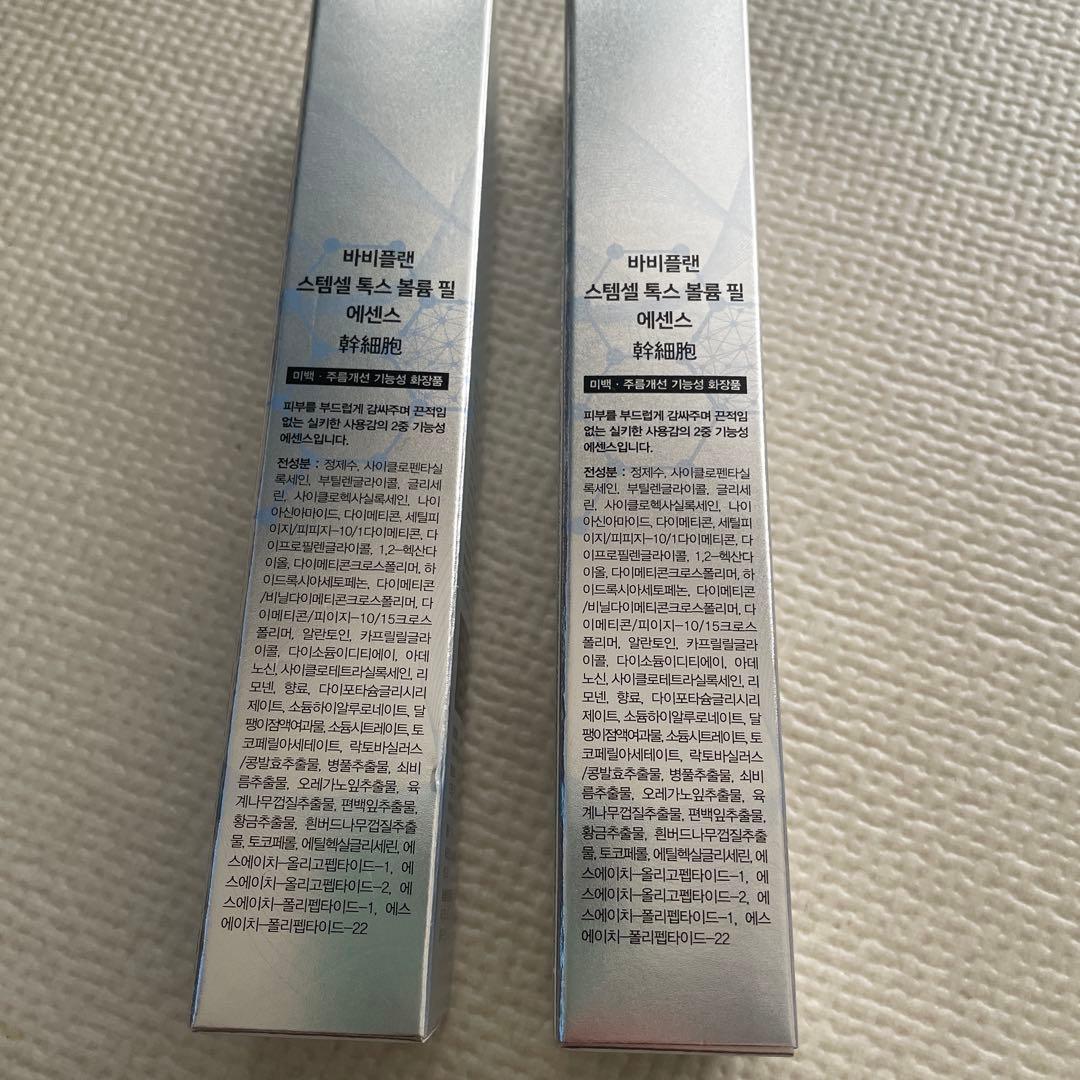 바비플랜
스템셀 톡스 볼륨 필
에센스
幹細胞
미백 · 주름개선 기능성 화장품
피부를 부드럽게 감싸주며 끈적임
없는 실키한 사용감의 2중 기능성
에센스입니다.
전성분 : 정제수, 사이클로펜타실
록세인, 부틸렌글라이콜, 글리세
린, 사이클로헥사실록세인, 나이
아신아마이드, 다이메티콘, 세틸피
이지/피피지-10/1다이메티콘, 다
이프로필렌글라이콜, 1,2-헥산다
이올, 다이메티콘크로스폴리머, 하
이드록시아세토페논, 다이메티콘
/비닐다이메티콘크로스폴리머, 다
이메티콘/피이지-10/15크로스
폴리머, 알란토인, 카프릴릴글라
이콜, 다이소듐이디티에이, 아데
노신, 사이클로테트라실록세인, 리
모넨, 향료, 다이포타슘글리시리
제이트, 소듐하이알루로네이트, 달
팽이점액여과물, 소듐시트레이트, 토
코페릴아세테이트, 락토바실러스
/콩발효추출물, 병풀추출물, 쇠비
름추출물, 오레가노잎추출물, 육
계나무껍질추출물, 편백잎추출물,
황금추출물, 흰버드나무껍질추출
물, 토코페롤, 에틸헥실글리세린, 에
스에이치-올리고펩타이드-1, 에
스에이치-올리고펩타이드-2, 에
스에이치-폴리펩타이드-1, 에스
에이치-폴리펩타이드-22
바비플랜
스템셀 톡스 볼륨 필
에센스
幹細胞
미백 · 주름개선 기능성 화장품
피부를 부드럽게 감싸주며 끈적임
없는 실키한 사용감의 2중 기능성
에센스입니다.
전성분 : 정제수, 사이클로펜타실
록세인, 부틸렌글라이콜, 글리세
린, 사이클로헥사실록세인, 나이
아신아마이드, 다이메티콘, 세틸피
이지/피피지-10/1다이메티콘, 다
이프로필렌글라이콜, 1,2-헥산다
이올, 다이메티콘크로스폴리머, 하
이드록시아세토페논, 다이메티콘
/비닐다이메티콘크로스폴리머, 다
이메티콘/피이지-10/15크로스
폴리머, 알란토인, 카프릴릴글라
이콜, 다이소듐이디티에이, 아데
노신, 사이클로테트라실록세인, 리
모넨, 향료, 다이포타슘글리시리
제이트, 소듐하이알루로네이트, 달
팽이점액여과물, 소듐시트레이트, 토
코페릴아세테이트, 락토바실러스
/콩발효추출물, 병풀추출물, 쇠비
름추출물, 오레가노잎추출물, 육
계나무껍질추출물, 편백잎추출물,
황금추출물, 흰버드나무껍질추출
물, 토코페롤, 에틸헥실글리세린, 에
스에이치-올리고펩타이드-1, 에
스에이치-올리고펩타이드-2, 에
스에이치-폴리펩타이드-1, 에스
에이치-폴리펩타이드-22